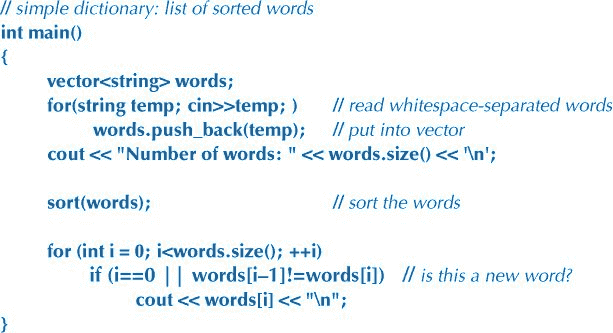 // simple dictionary: list of sorted words
int main()
{
vector<string> words;
for(string temp; cin>>temp; ) // read whitespace-separated words
words.push_back(temp); // put into vector
cout << "Number of words: " << words.size() << '\n';
sort(words); // sort the words
for (int i = 0; i<words.size(); ++i)
if (i==0 || words[i–1]!=words[i]) // is this a new word?
cout << words[i] << "\n";
}